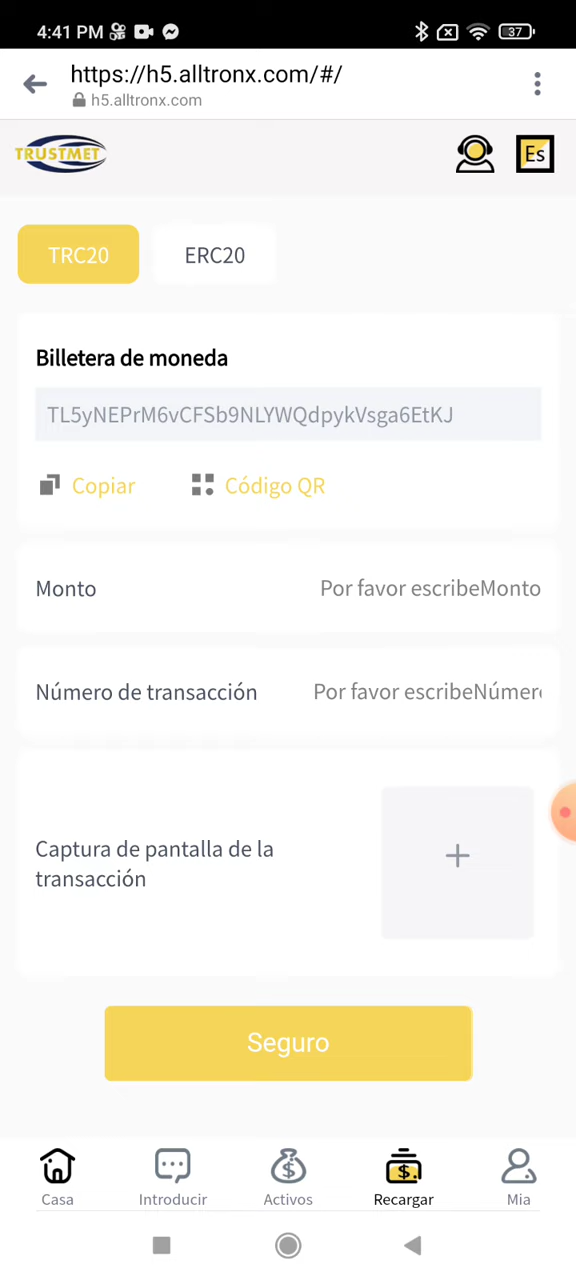 4:41 PM
37
https://h5.alltronx.com/#/
h5.alltronx.com
TRUSTMET
Es
TRC20
ERC20
Billetera de moneda
TL5yNEPrM6vCFSb9NLYWQdpykVsga6EtKJ
Copiar
Código QR
Monto
Por favor escribeMonto
Número de transacción
Por favor escribeNúmer
Captura de pantalla de la
transacción
Seguro
Casa
Introducir
Activos
Recargar
Mia